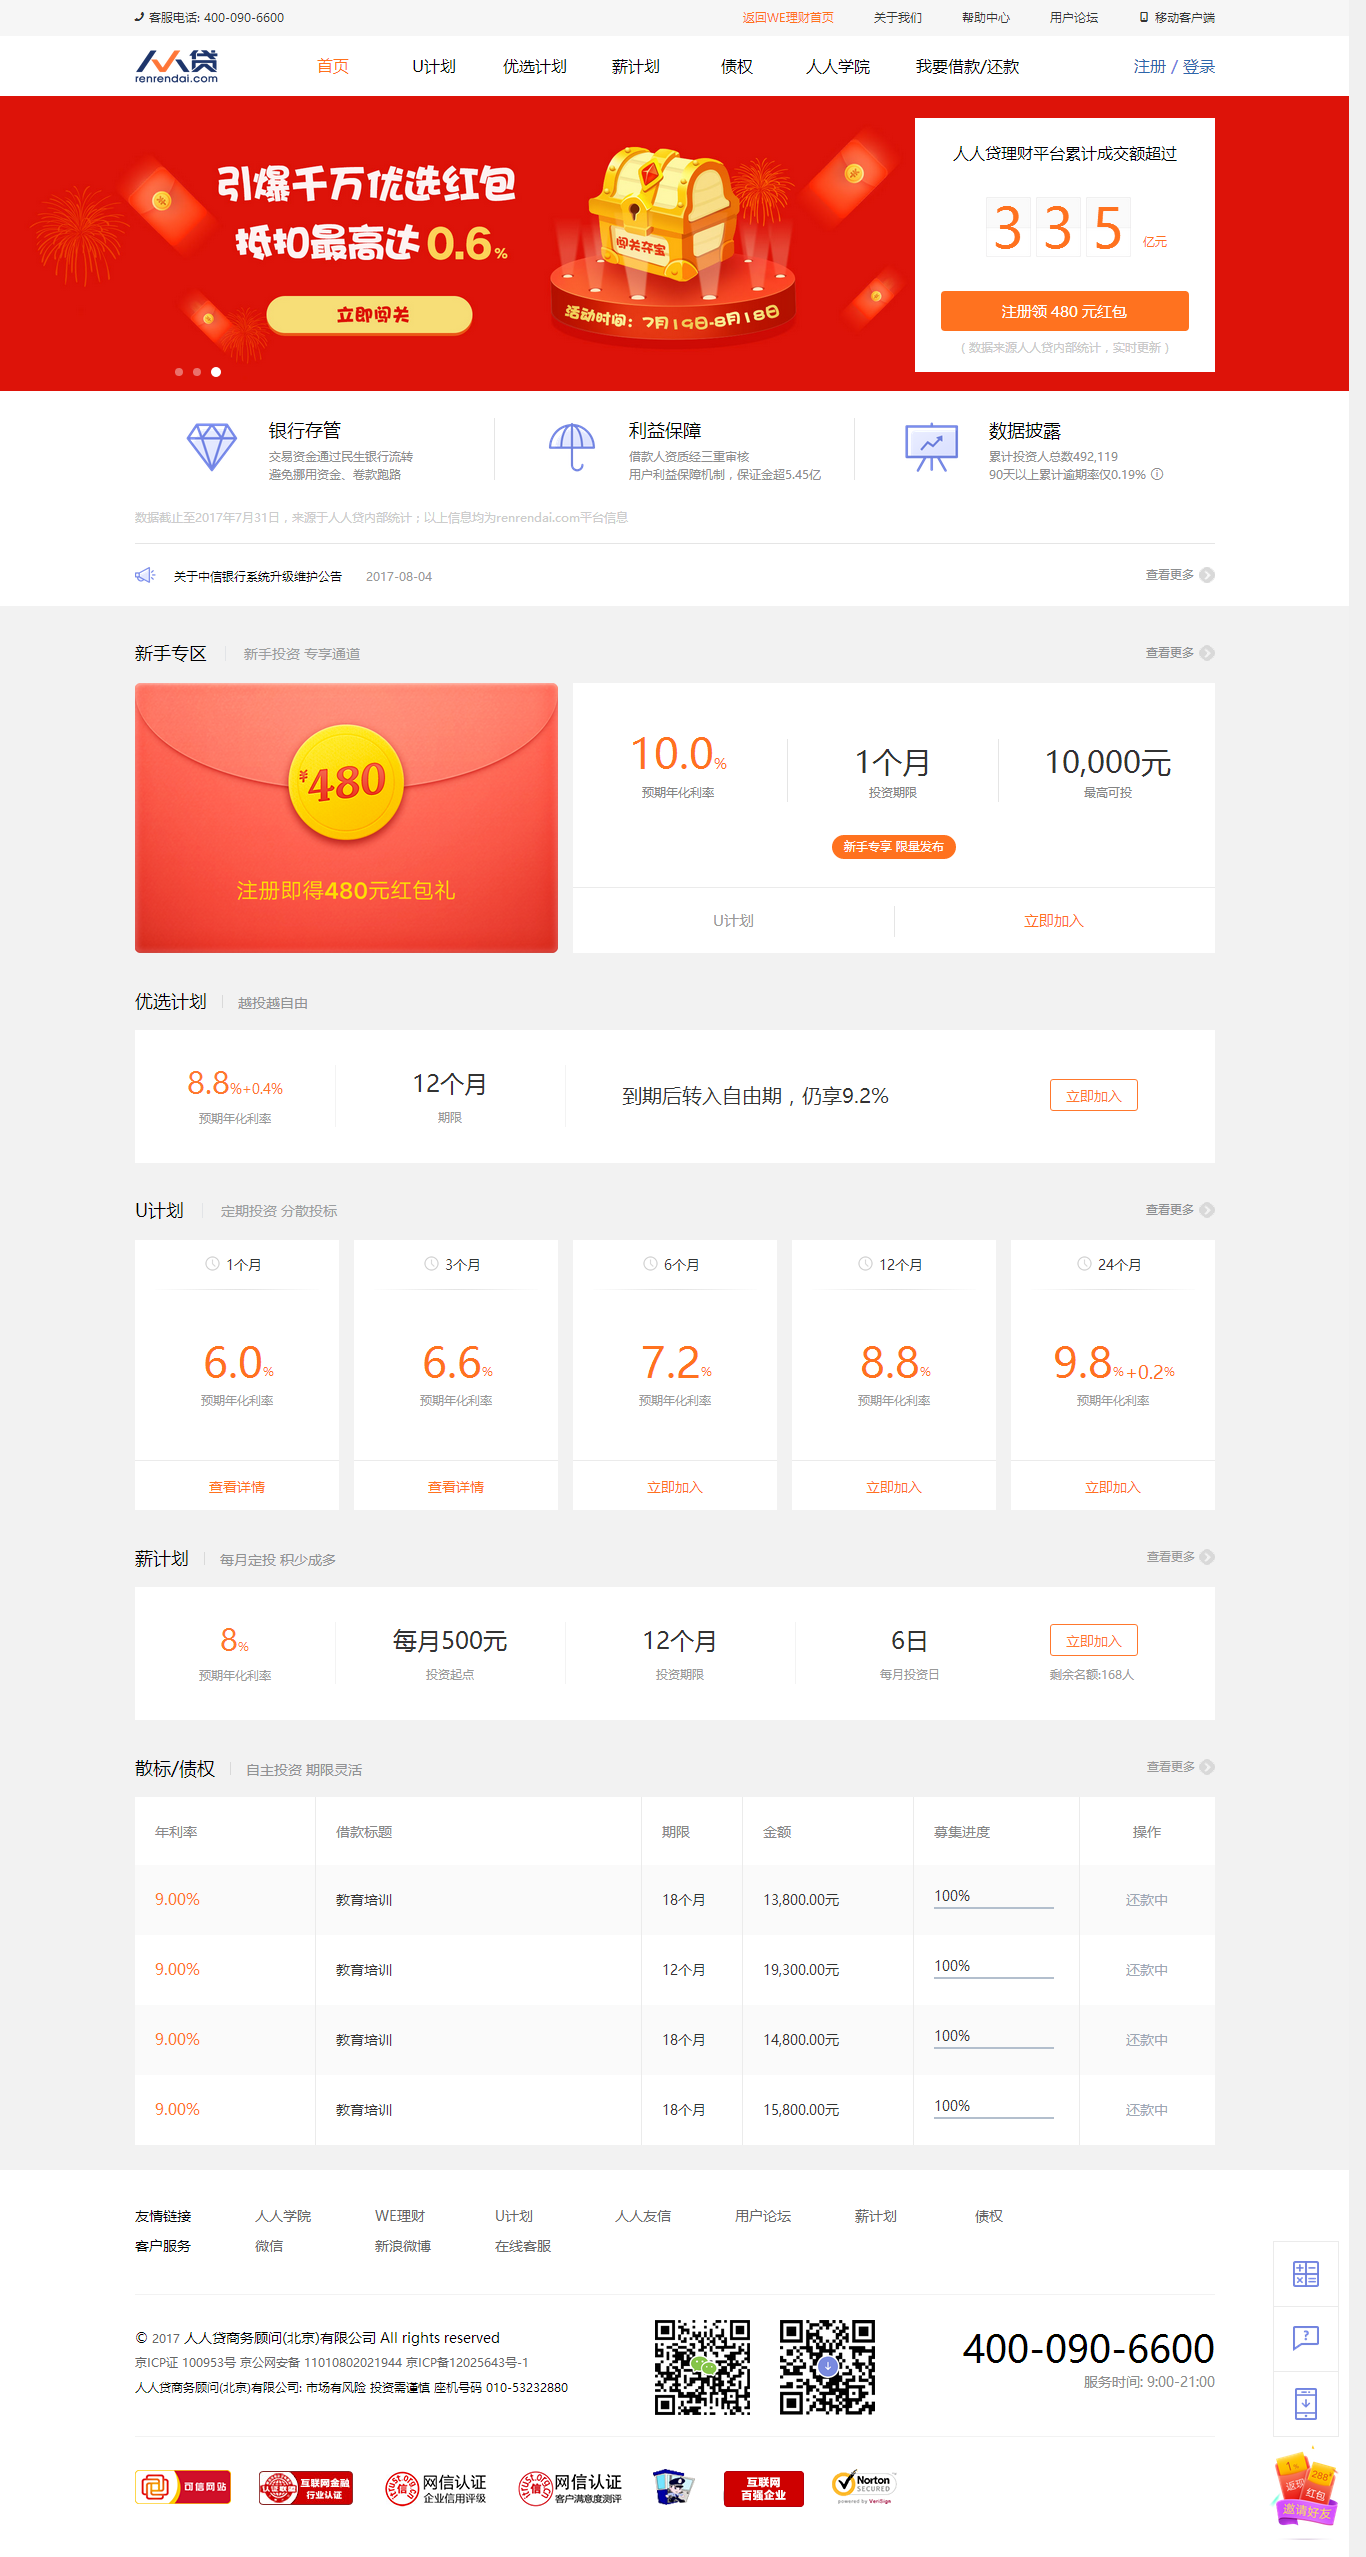 客服电话: 400-090-6600 返回WE理财首页 关于我们 帮助中心 用户论坛 移动客户端
人人贷 renrendai.com 首页 U计划 优选计划 薪计划 债权 人人学院 我要借款/还款 注册 / 登录
引爆千万优选红包
抵扣最高达0.6%
立即闯关
闯关夺宝
活动时间：7月19日-8月18日
人人贷理财平台累计成交额超过
335 亿元
注册领 480 元红包
（ 数据来源人人贷内部统计，实时更新 ）
银行存管
交易资金通过民生银行流转
避免挪用资金、卷款跑路
利益保障
借款人资质经三重审核
用户利益保障机制，保证金超5.45亿
数据披露
累计投资人总数492,119
90天以上累计逾期率仅0.19%
数据截止至2017年7月31日，来源于人人贷内部统计；以上信息均为renrendai.com平台信息
关于中信银行系统升级维护公告 2017-08-04 查看更多
新手专区 新手投资 专享通道 查看更多
¥480
注册即得480元红包礼
10.0% 1个月 10,000元
预期年化利率 投资期限 最高可投
新手专享 限量发布
U计划 立即加入
优选计划 越投越自由
8.8%+0.4% 12个月 到期后转入自由期，仍享9.2% 立即加入
预期年化利率 期限
U计划 定期投资 分散投标 查看更多
1个月 3个月 6个月 12个月 24个月
6.0% 6.6% 7.2% 8.8% 9.8%+0.2%
预期年化利率 预期年化利率 预期年化利率 预期年化利率 预期年化利率
查看详情 查看详情 立即加入 立即加入 立即加入
薪计划 每月定投 积少成多 查看更多
8% 每月500元 12个月 6日 立即加入
预期年化利率 投资起点 投资期限 每月投资日 剩余名额:168人
散标/债权 自主投资 期限灵活 查看更多
年利率 借款标题 期限 金额 募集进度 操作
9.00% 教育培训 18个月 13,800.00元 100% 还款中
9.00% 教育培训 12个月 19,300.00元 100% 还款中
9.00% 教育培训 18个月 14,800.00元 100% 还款中
9.00% 教育培训 18个月 15,800.00元 100% 还款中
友情链接 人人学院 WE理财 U计划 人人友信 用户论坛 薪计划 债权
客户服务 微信 新浪微博 在线客服
© 2017 人人贷商务顾问(北京)有限公司 All rights reserved
京ICP证 100953号 京公网安备 11010802021944 京ICP备12025643号-1
人人贷商务顾问(北京)有限公司: 市场有风险 投资需谨慎 座机号码 010-53232880
400-090-6600
服务时间: 9:00-21:00
可信网站
互联网金融
行业认证
网信认证
企业信用评级
网信认证
客户满意度测评
互联网
百强企业
Norton
SECURED
powered by VeriSign
1%
返现
288
红包
邀请好友